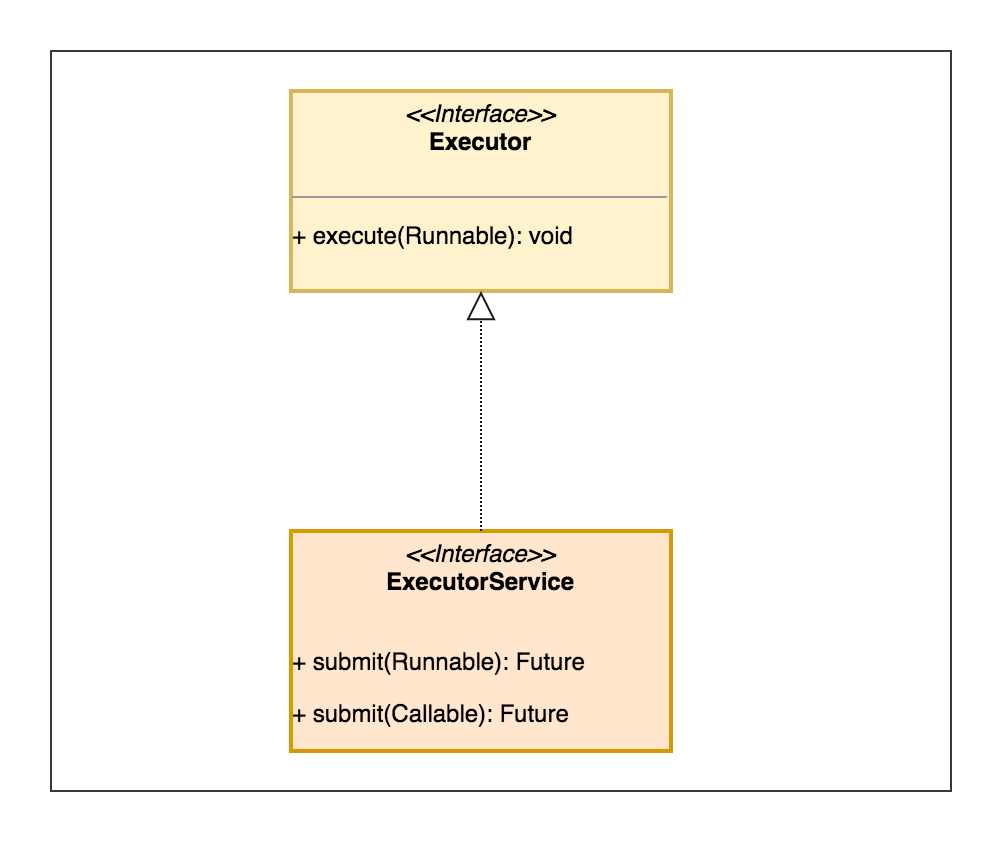 <<Interface>>
Executor
+ execute(Runnable): void
<<Interface>>
ExecutorService
+ submit(Runnable): Future
+ submit(Callable): Future